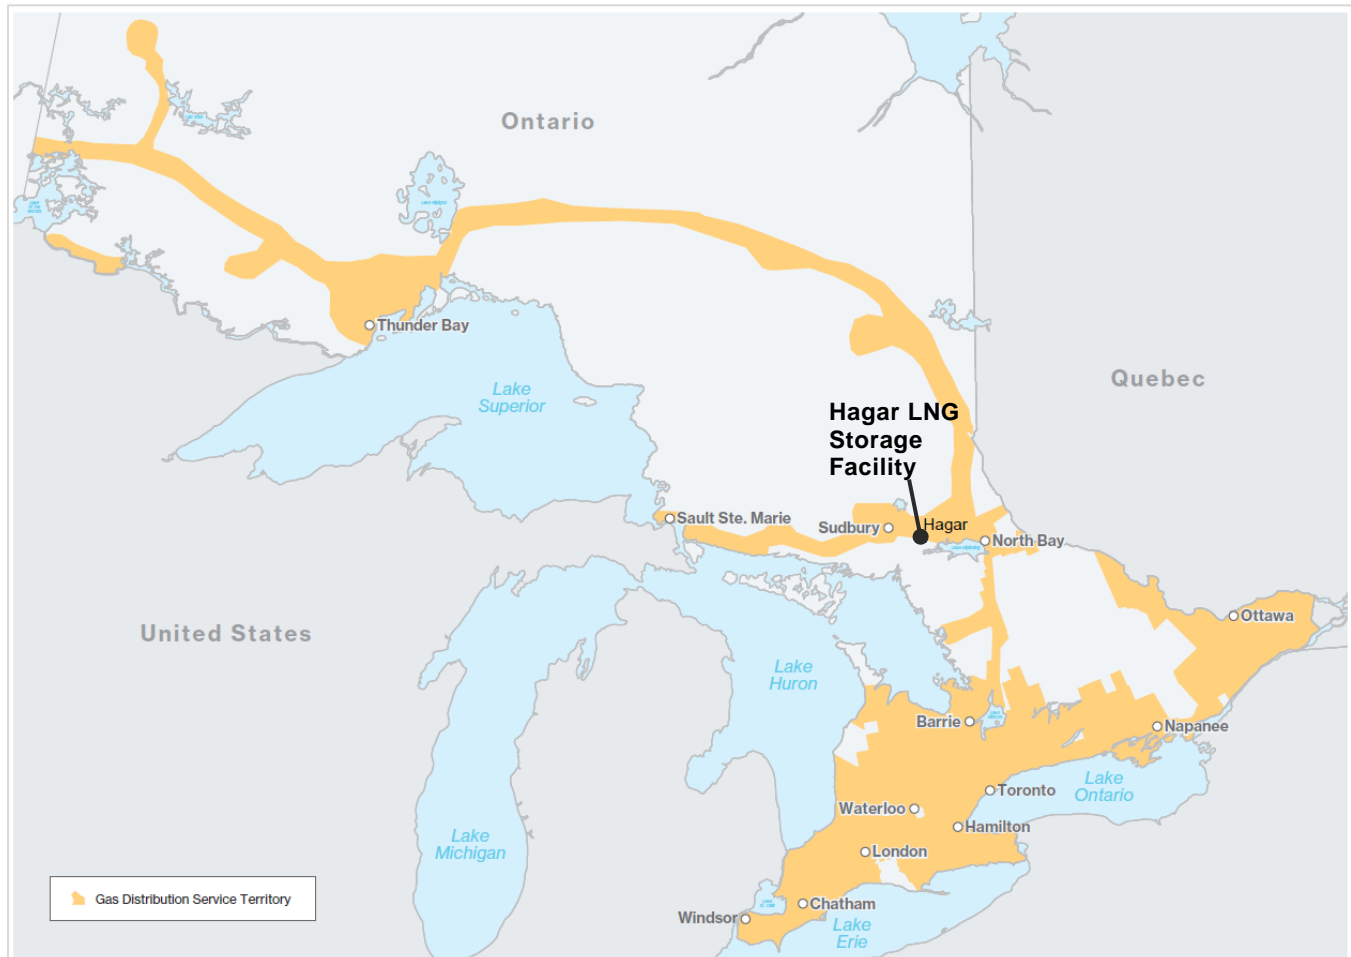 Ontario
Thunder Bay
Lake
Superior
Quebec
Hagar LNG
Storage
Facility
Hagar
Sault Ste. Marie
Sudbury
North Bay
United States
Ottawa
Lake
Huron
Barrie
Napanee
Toronto
Lake
Ontario
Waterloo
Hamilton
Lake
Michigan
London
Chatham
Windsor
Lake
Erie
Gas Distribution Service Territory